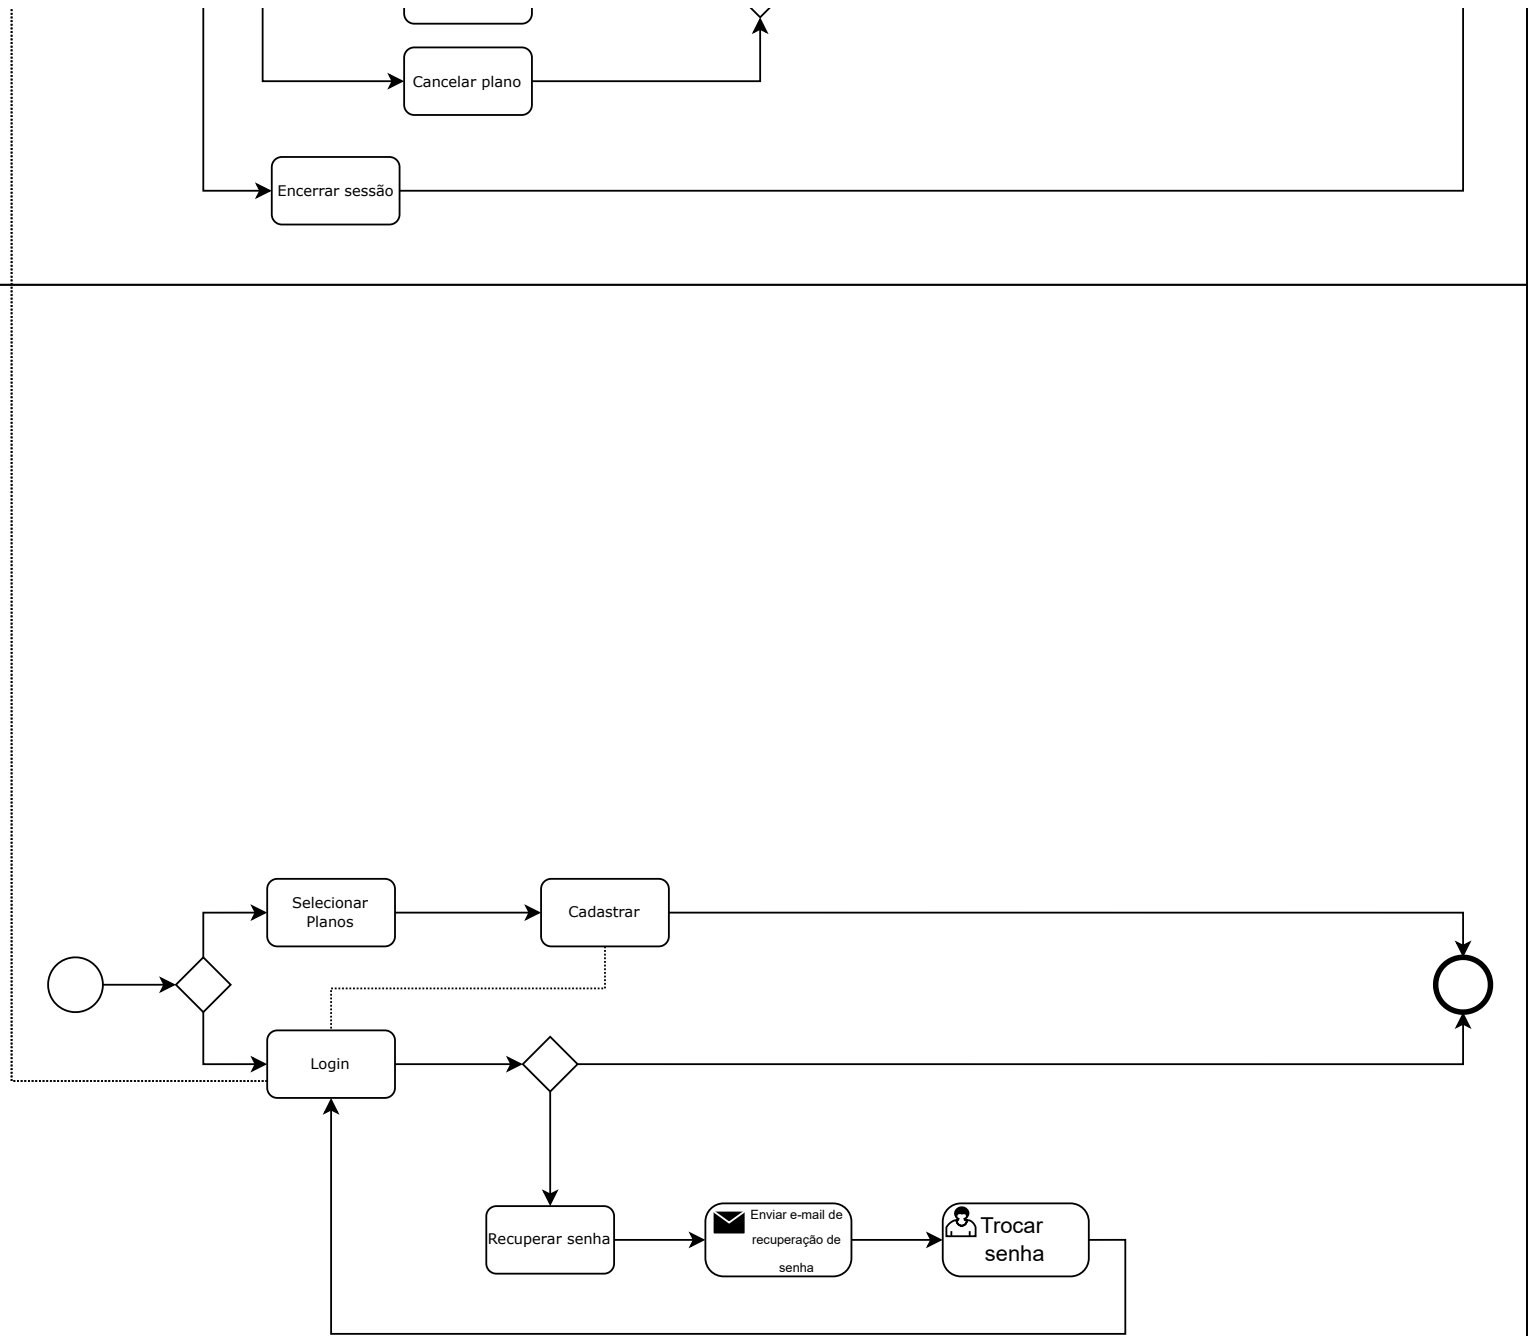 Cancelar plano
Encerrar sessão
Selecionar
Planos
Cadastrar
Login
Recuperar senha
Enviar e-mail de
recuperação de
senha
Trocar
senha